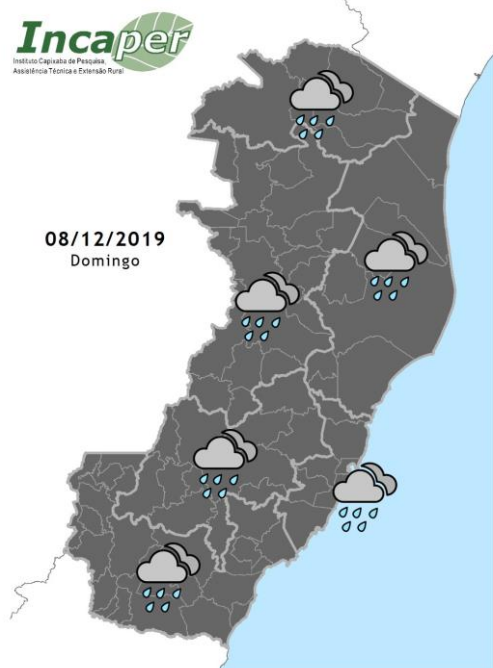 Incaper
Instituto Capixaba de Pesquisa,
Assistência Técnica e Extensão Rural
08/12/2019
Domingo